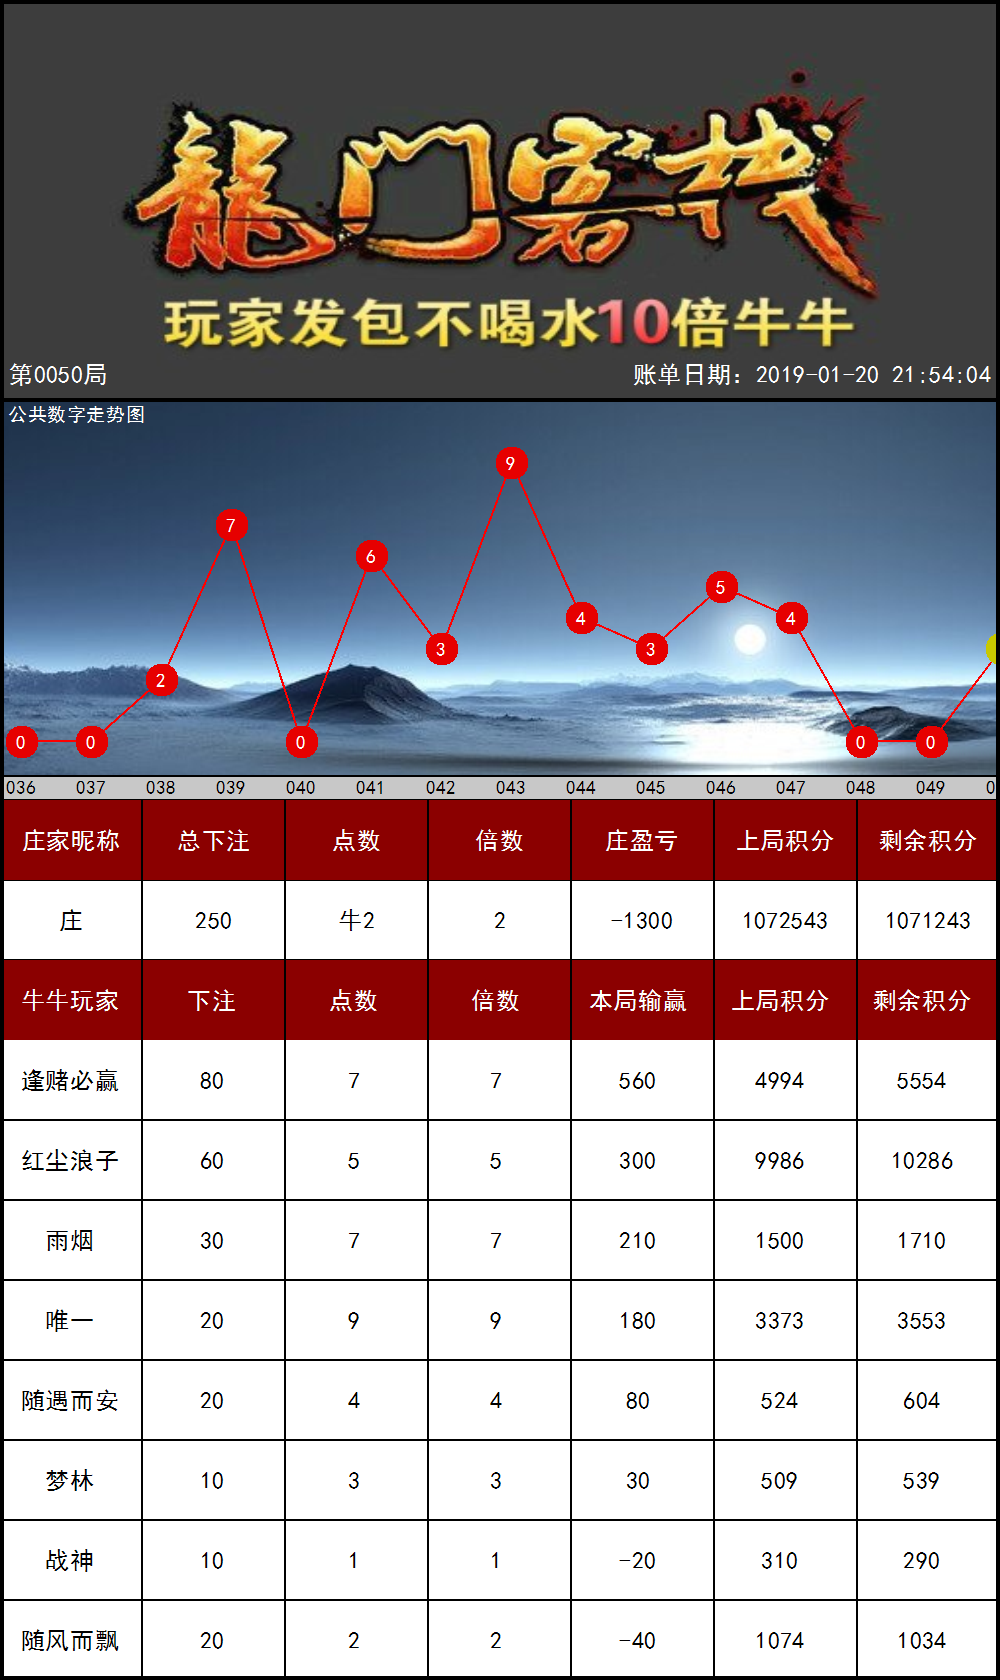 龍门客栈
玩家发包不喝水10倍牛牛
第0050局 账单日期：2019-01-20 21:54:04
公共数字走势图
9
7
6
5
4 4
3 3
2
0 0 0 0 0
036 037 038 039 040 041 042 043 044 045 046 047 048 049 0
庄家昵称 总下注 点数 倍数 庄盈亏 上局积分 剩余积分
庄 250 牛2 2 -1300 1072543 1071243
牛牛玩家 下注 点数 倍数 本局输赢 上局积分 剩余积分
逢赌必赢 80 7 7 560 4994 5554
红尘浪子 60 5 5 300 9986 10286
雨烟 30 7 7 210 1500 1710
唯一 20 9 9 180 3373 3553
随遇而安 20 4 4 80 524 604
梦林 10 3 3 30 509 539
战神 10 1 1 -20 310 290
随风而飘 20 2 2 -40 1074 1034